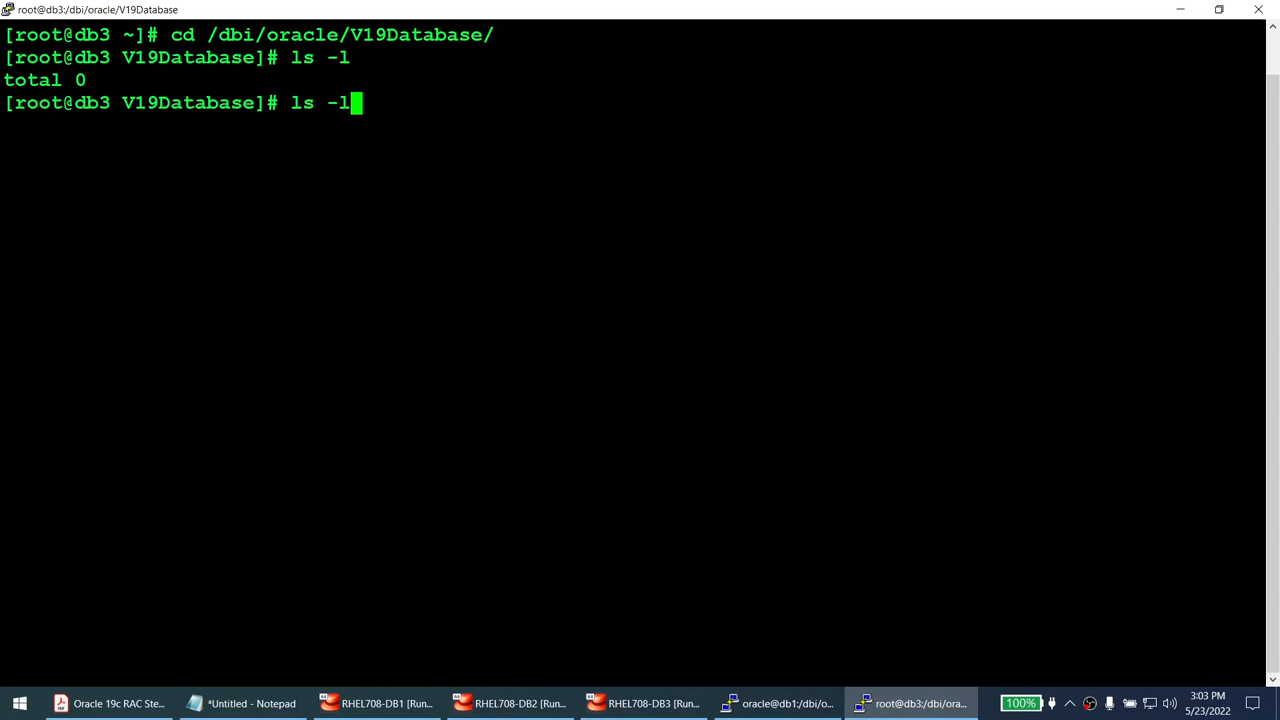 root@db3:/dbi/oracle/V19Database
[root@db3 ~]# cd /dbi/oracle/V19Database/
[root@db3 V19Database]# ls -l
total 0
[root@db3 V19Database]# ls -l
Oracle 19c RAC Ste...
*Untitled - Notepad
RHEL708-DB1 [Run...
RHEL708-DB2 [Run...
RHEL708-DB3 [Run...
oracle@db1:/dbi/o...
root@db3:/dbi/ora...
100%
3:03 PM
5/23/2022